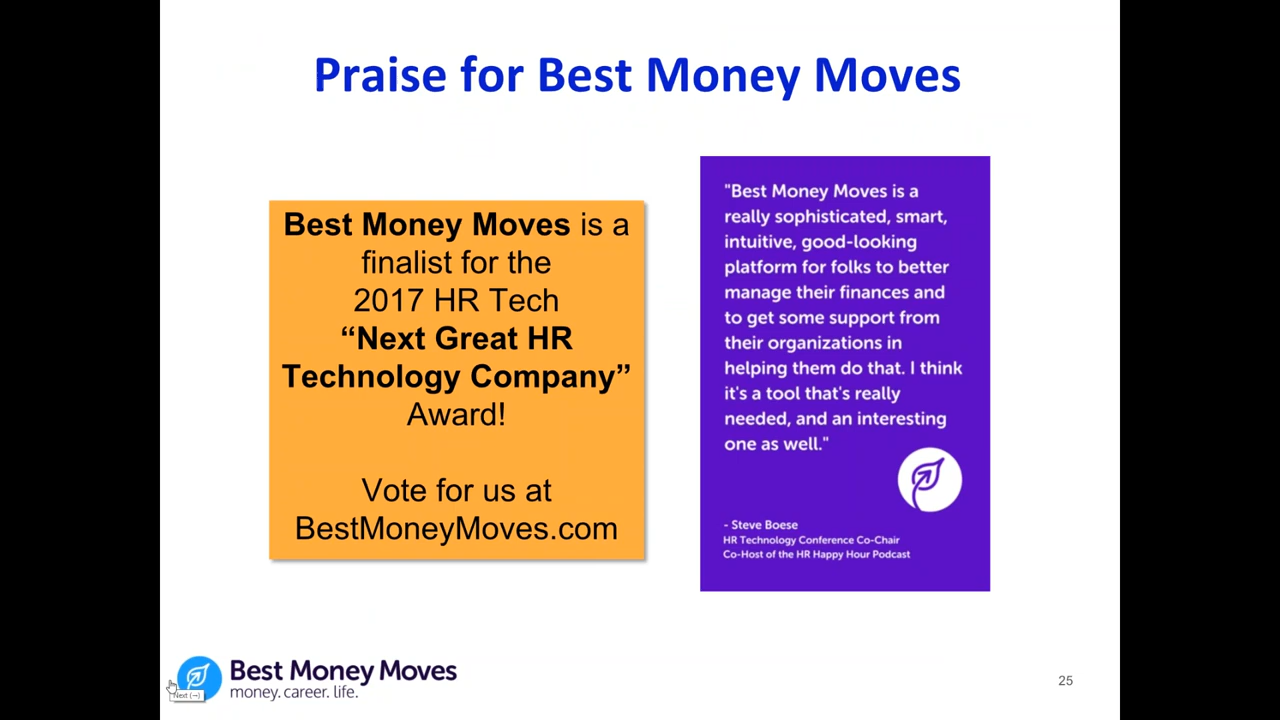 Praise for Best Money Moves
Best Money Moves is a
finalist for the
2017 HR Tech
“Next Great HR
Technology Company”
Award!
Vote for us at
BestMoneyMoves.com
"Best Money Moves is a
really sophisticated, smart,
intuitive, good-looking
platform for folks to better
manage their finances and
to get some support from
their organizations in
helping them do that. I think
it's a tool that's really
needed, and an interesting
one as well."
- Steve Boese
HR Technology Conference Co-Chair
Co-Host of the HR Happy Hour Podcast
Best Money Moves
money. career. life.
Next (→)
25